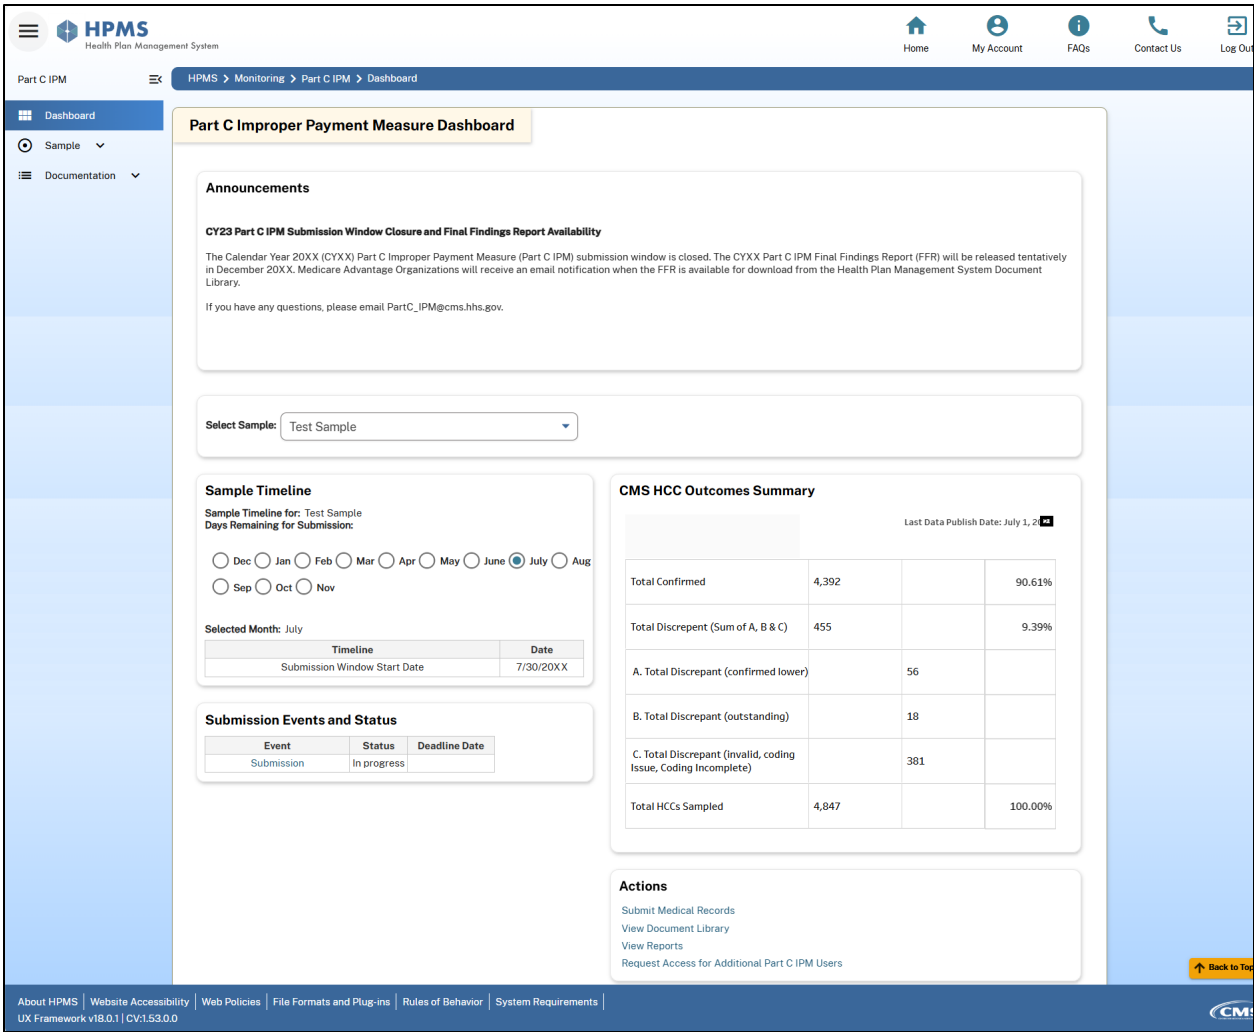 HPMS
Health Plan Management System
Home
My Account
FAQs
Contact Us
Log Out
Part C IPM
HPMS > Monitoring > Part C IPM > Dashboard
Dashboard
Sample
Documentation
Part C Improper Payment Measure Dashboard
Announcements
CY23 Part C IPM Submission Window Closure and Final Findings Report Availability
The Calendar Year 20XX (CYXX) Part C Improper Payment Measure (Part C IPM) submission window is closed. The CYXX Part C IPM Final Findings Report (FFR) will be released tentatively
in December 20XX. Medicare Advantage Organizations will receive an email notification when the FFR is available for download from the Health Plan Management System Document
Library.
If you have any questions, please email PartC_IPM@cms.hhs.gov.
Select Sample: Test Sample
Sample Timeline
Sample Timeline for: Test Sample
Days Remaining for Submission:
Dec Jan Feb Mar Apr May June July Aug
Sep Oct Nov
Selected Month: July
Timeline Date
Submission Window Start Date 7/30/20XX
Submission Events and Status
Event Status Deadline Date
Submission In progress
CMS HCC Outcomes Summary
Last Data Publish Date: July 1, 20
Total Confirmed 4,392 90.61%
Total Discrepent (Sum of A, B & C) 455 9.39%
A. Total Discrepant (confirmed lower) 56
B. Total Discrepant (outstanding) 18
C. Total Discrepant (invalid, coding
Issue, Coding Incomplete) 381
Total HCCs Sampled 4,847 100.00%
Actions
Submit Medical Records
View Document Library
View Reports
Request Access for Additional Part C IPM Users
Back to Top
About HPMS | Website Accessibility | Web Policies | File Formats and Plug-ins | Rules of Behavior | System Requirements |
UX Framework v18.0.1 | CV:1.53.0.0
CMS